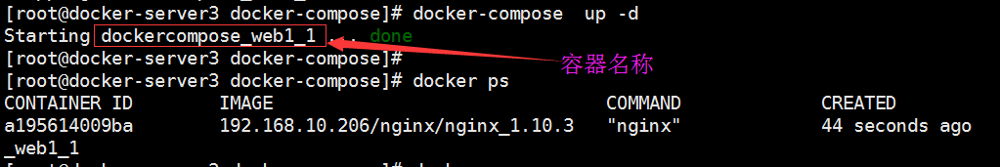 [root@docker-server3 docker-compose]# docker-compose  up -d
Starting dockercompose_web1_1 ... done
[root@docker-server3 docker-compose]#
容器名称
[root@docker-server3 docker-compose]# docker ps
CONTAINER ID        IMAGE                                COMMAND             CREATED
a195614009ba        192.168.10.206/nginx/nginx_1.10.3   "nginx"             44 seconds ago
_web1_1
[root@docker-server3 docker-compose]#